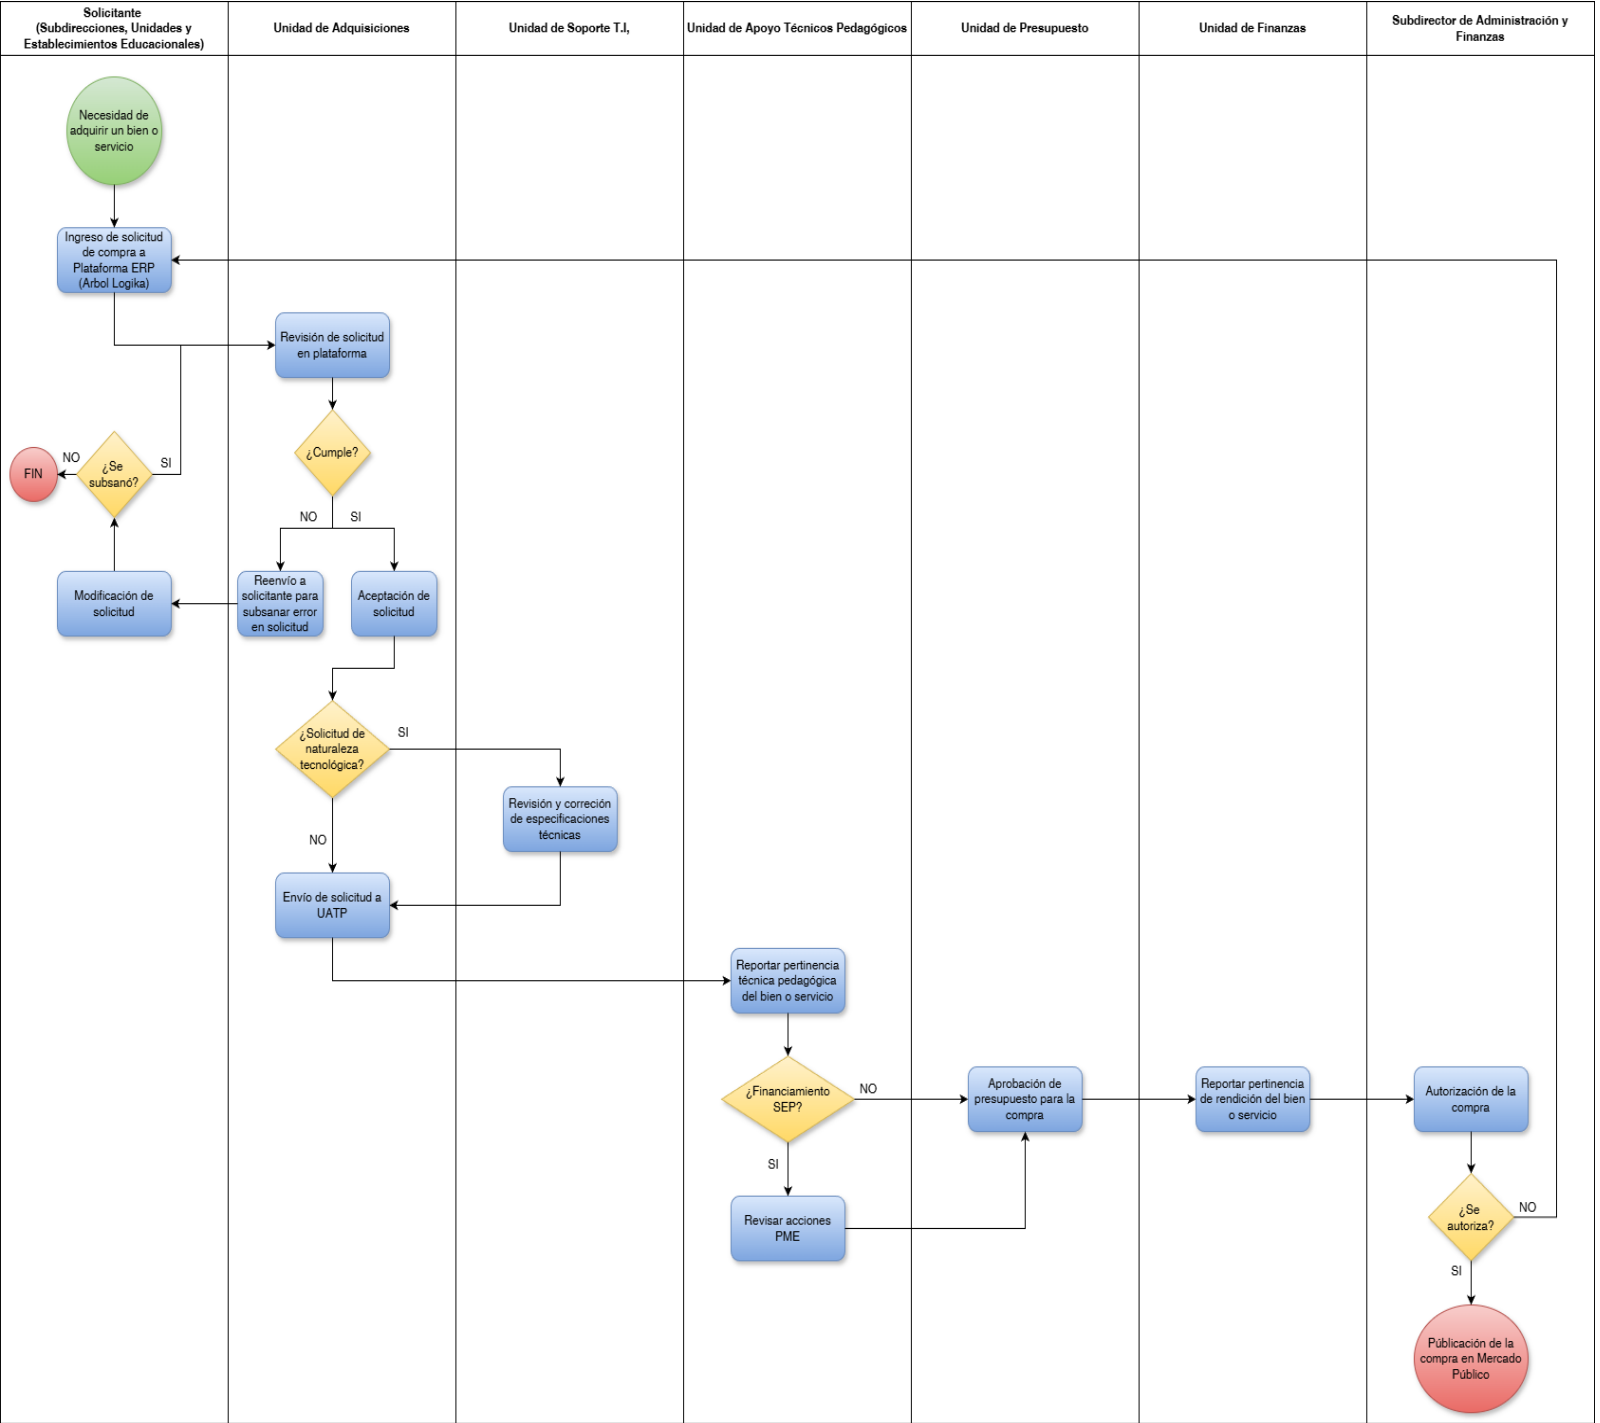 Solicitante
(Subdirecciones, Unidades y
Establecimientos Educacionales)
Unidad de Adquisiciones
Unidad de Soporte T.I,
Unidad de Apoyo Técnicos Pedagógicos
Unidad de Presupuesto
Unidad de Finanzas
Subdirector de Administración y
Finanzas
Necesidad de
adquirir un bien o
servicio
Ingreso de solicitud
de compra a
Plataforma ERP
(Arbol Logika)
Revisión de solicitud
en plataforma
¿Cumple?
NO
SI
¿Se
subsanó?
NO
SI
FIN
Modificación de
solicitud
Reenvío a
solicitante para
subsanar error
en solicitud
Aceptación de
solicitud
¿Solicitud de
naturaleza
tecnológica?
SI
NO
Revisión y correción
de especificaciones
técnicas
Envío de solicitud a
UATP
Reportar pertinencia
técnica pedagógica
del bien o servicio
¿Financiamiento
SEP?
NO
SI
Revisar acciones
PME
Aprobación de
presupuesto para la
compra
Reportar pertinencia
de rendición del bien
o servicio
Autorización de la
compra
¿Se
autoriza?
NO
SI
Públicación de la
compra en Mercado
Público